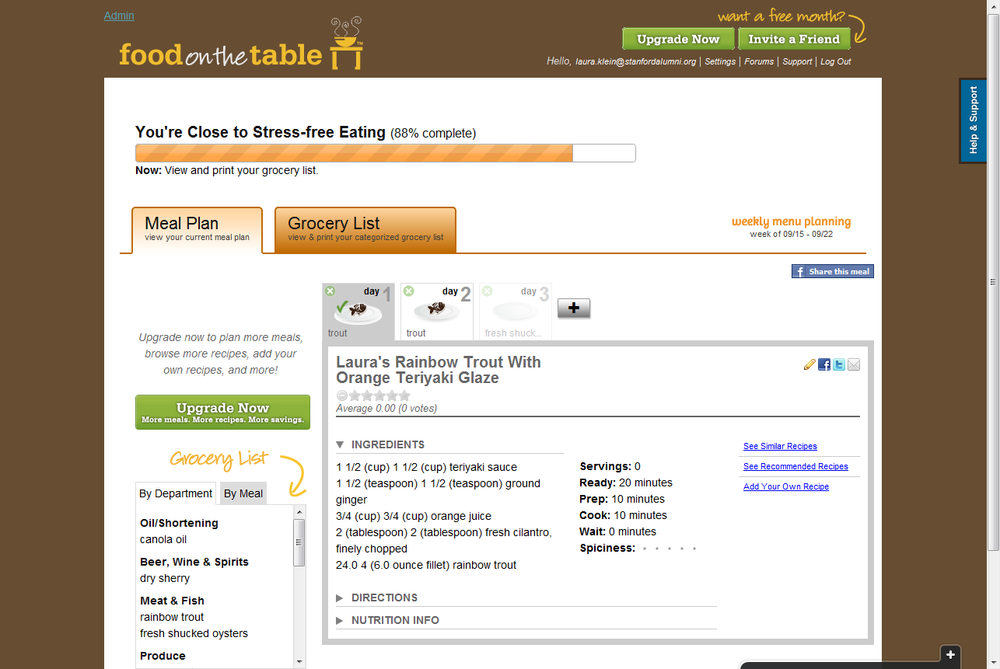 Admin
want a free month?
food on the table
TM
Upgrade Now
Invite a Friend
Hello, laura.klein@stanfordalumni.org | Settings | Forums | Support | Log Out
Help & Support
You're Close to Stress-free Eating (88% complete)
Now: View and print your grocery list.
Meal Plan
view your current meal plan
Grocery List
view & print your categorized grocery list
weekly menu planning
week of 09/15 - 09/22
f Share this meal
day 1
trout
day 2
trout
day 3
fresh shuck...
+
Upgrade now to plan more meals,
browse more recipes, add your
own recipes, and more!
Upgrade Now
More meals. More recipes. More savings.
Grocery List
By Department
By Meal
Oil/Shortening
canola oil
Beer, Wine & Spirits
dry sherry
Meat & Fish
rainbow trout
fresh shucked oysters
Produce
Laura's Rainbow Trout With
Orange Teriyaki Glaze
Average 0.00 (0 votes)
INGREDIENTS
1 1/2 (cup) 1 1/2 (cup) teriyaki sauce
1 1/2 (teaspoon) 1 1/2 (teaspoon) ground
ginger
3/4 (cup) 3/4 (cup) orange juice
2 (tablespoon) 2 (tablespoon) fresh cilantro,
finely chopped
24.0 4 (6.0 ounce fillet) rainbow trout
Servings: 0
Ready: 20 minutes
Prep: 10 minutes
Cook: 10 minutes
Wait: 0 minutes
Spiciness:
See Similar Recipes
See Recommended Recipes
Add Your Own Recipe
DIRECTIONS
NUTRITION INFO
+